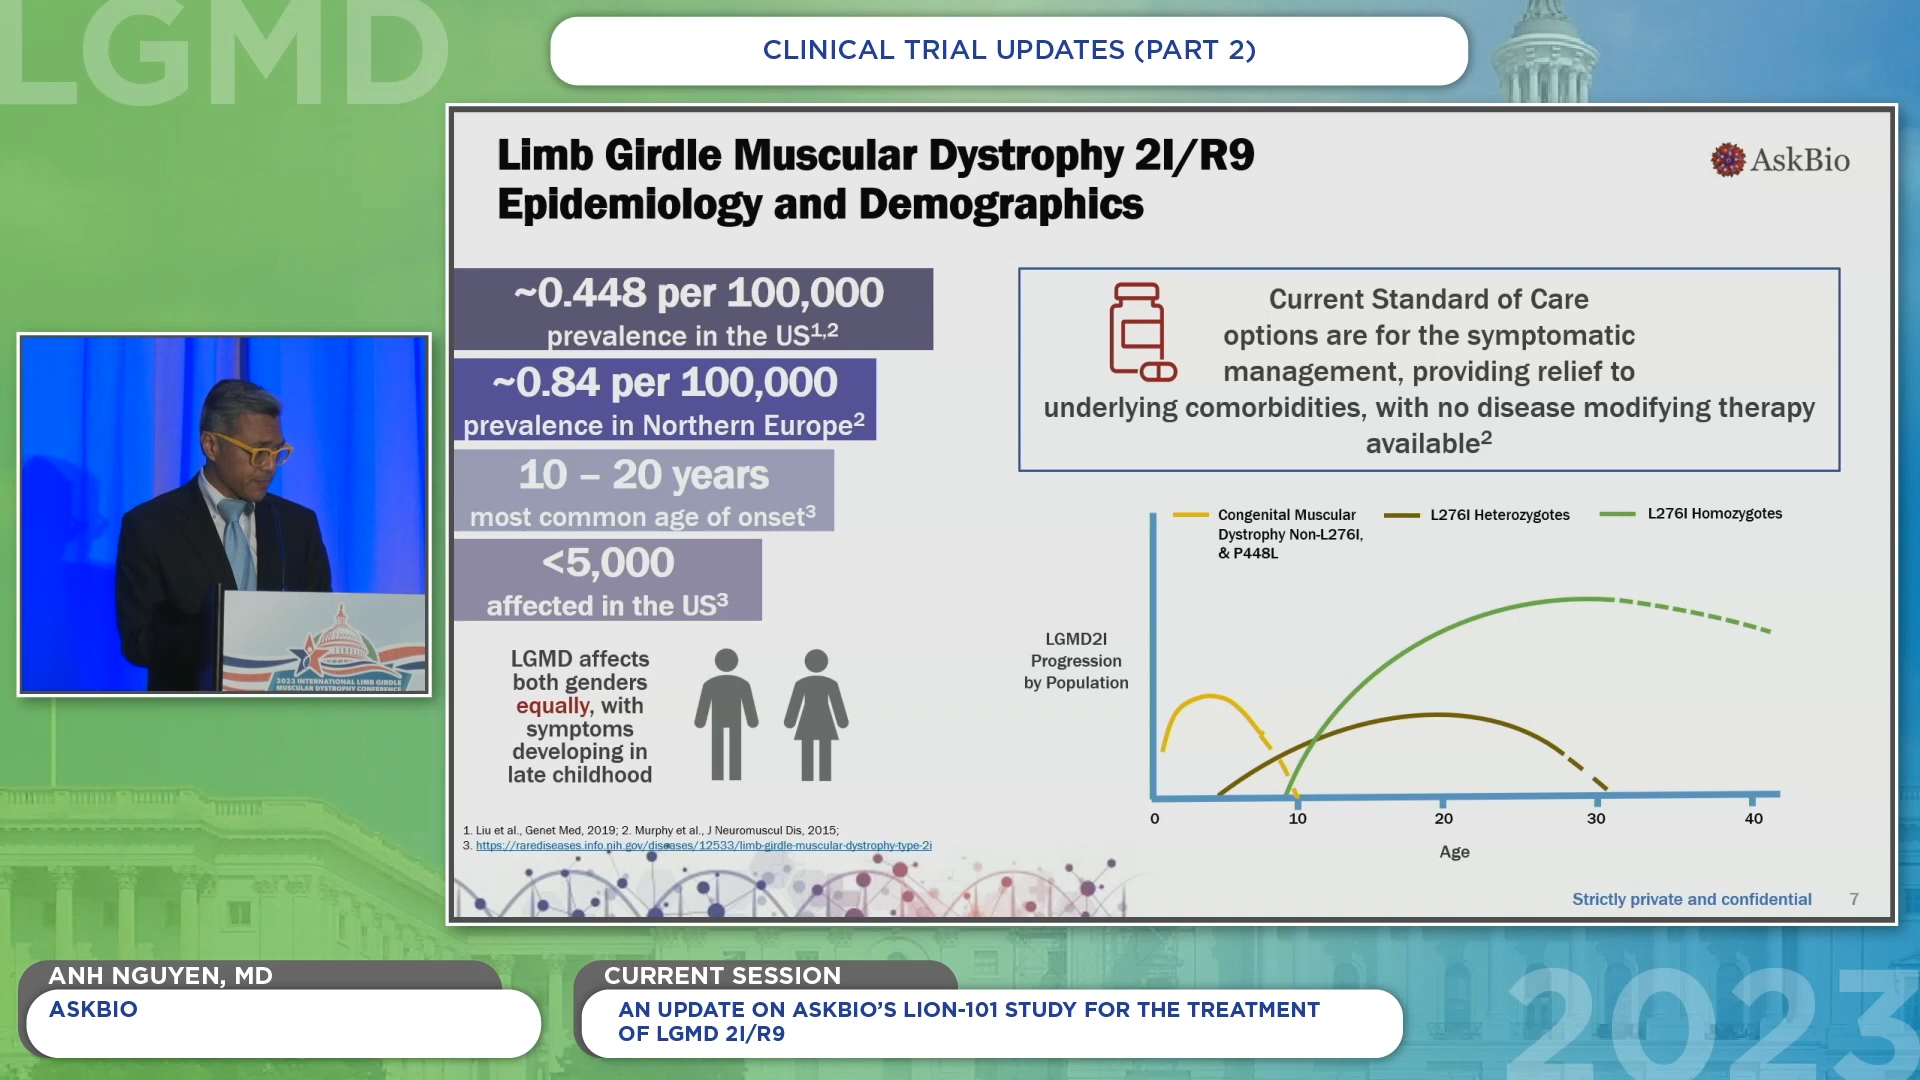 LGMD
CLINICAL TRIAL UPDATES (PART 2)
Limb Girdle Muscular Dystrophy 2I/R9
Epidemiology and Demographics
AskBio
~0.448 per 100,000
prevalence in the US1,2
~0.84 per 100,000
prevalence in Northern Europe2
10 – 20 years
most common age of onset3
<5,000
affected in the US3
LGMD affects
both genders
equally, with
symptoms
developing in
late childhood
Current Standard of Care
options are for the symptomatic
management, providing relief to
underlying comorbidities, with no disease modifying therapy
available2
Congenital Muscular
Dystrophy Non-L276I,
& P448L
L276I Heterozygotes
L276I Homozygotes
LGMD2I
Progression
by Population
0 10 20 30 40
Age
1. Liu et al., Genet Med, 2019; 2. Murphy et al., J Neuromuscul Dis, 2015;
3. https://rarediseases.info.nih.gov/diseases/12533/limb-girdle-muscular-dystrophy-type-2i
Strictly private and confidential 7
2023 INTERNATIONAL LIMB GIRDLE
MUSCULAR DYSTROPHY CONFERENCE
ANH NGUYEN, MD
ASKBIO
CURRENT SESSION
AN UPDATE ON ASKBIO'S LION-101 STUDY FOR THE TREATMENT
OF LGMD 2I/R9
2023